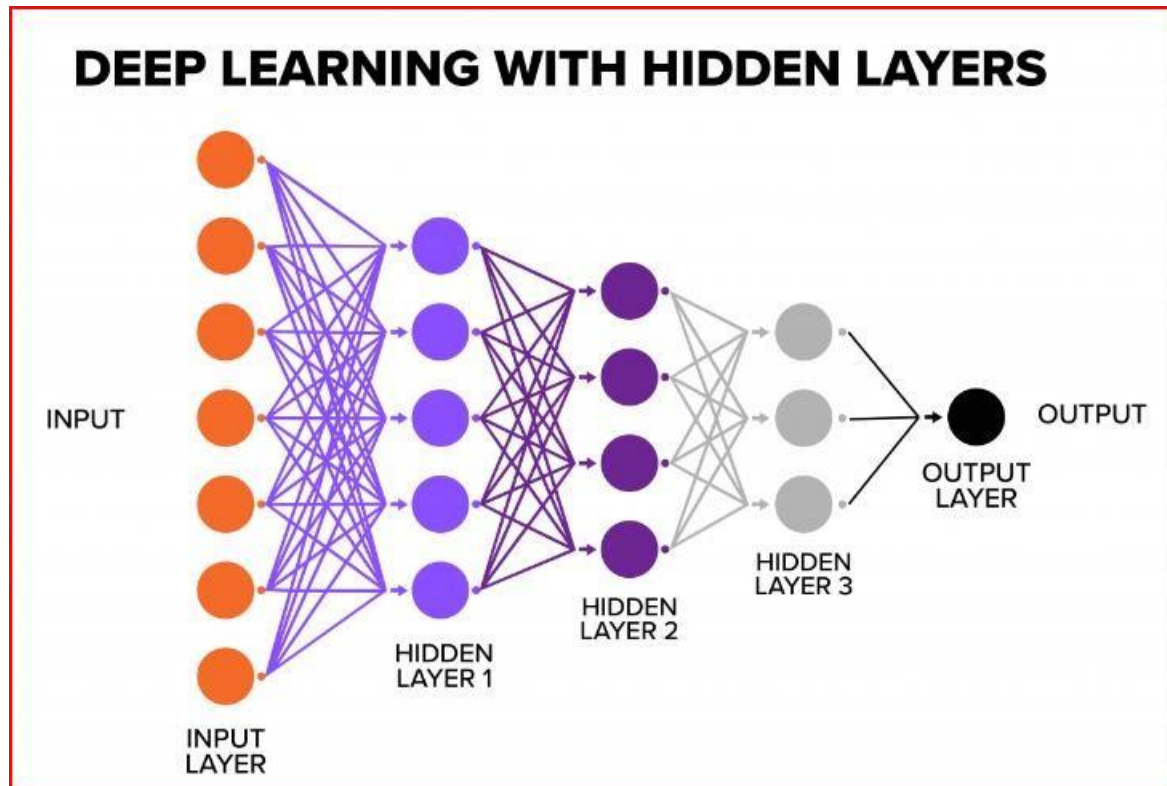 DEEP LEARNING WITH HIDDEN LAYERS
INPUT
INPUT
LAYER
HIDDEN
LAYER 1
HIDDEN
LAYER 2
HIDDEN
LAYER 3
OUTPUT
LAYER
OUTPUT